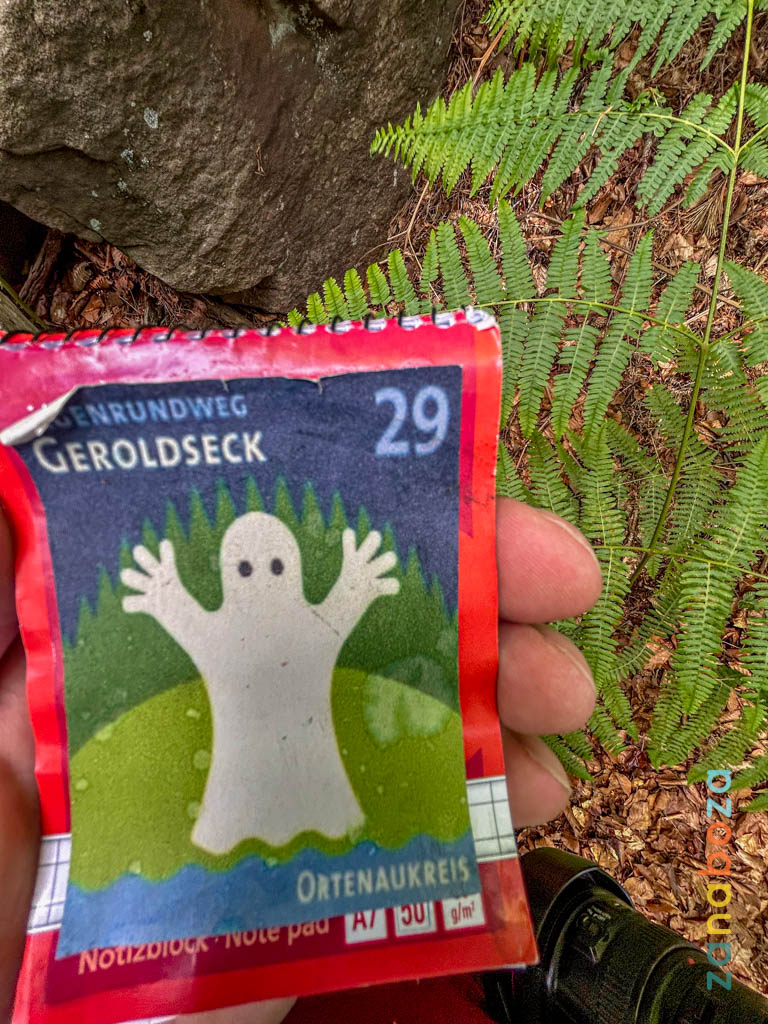 GENRUNDWEG
GEROLDSECK
29
ORTENAUKREIS
A7 50 g/m²
Notizblock · Note pad
zanaboza